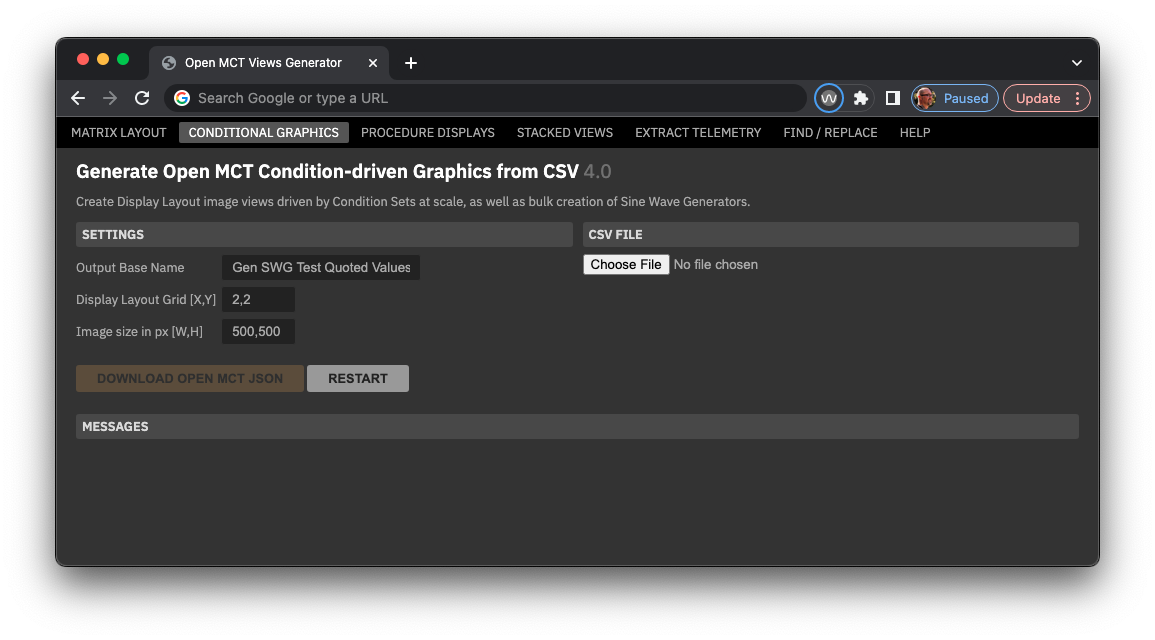 Open MCT Views Generator
Search Google or type a URL
Paused
Update
MATRIX LAYOUT CONDITIONAL GRAPHICS PROCEDURE DISPLAYS STACKED VIEWS EXTRACT TELEMETRY FIND / REPLACE HELP
Generate Open MCT Condition-driven Graphics from CSV 4.0
Create Display Layout image views driven by Condition Sets at scale, as well as bulk creation of Sine Wave Generators.
SETTINGS
Output Base Name Gen SWG Test Quoted Values
Display Layout Grid [X,Y] 2,2
Image size in px [W,H] 500,500
CSV FILE
Choose File No file chosen
DOWNLOAD OPEN MCT JSON RESTART
MESSAGES